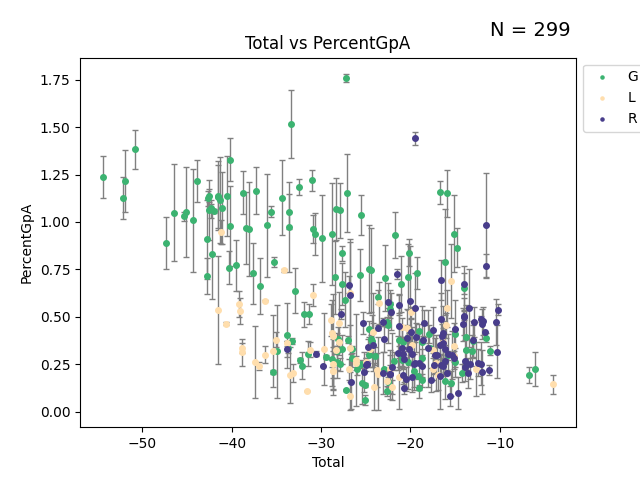 N = 299
Total vs PercentGpA
G
L
R
1.75
1.50
1.25
1.00
0.75
0.50
0.25
0.00
PercentGpA
−50
−40
−30
−20
−10
Total